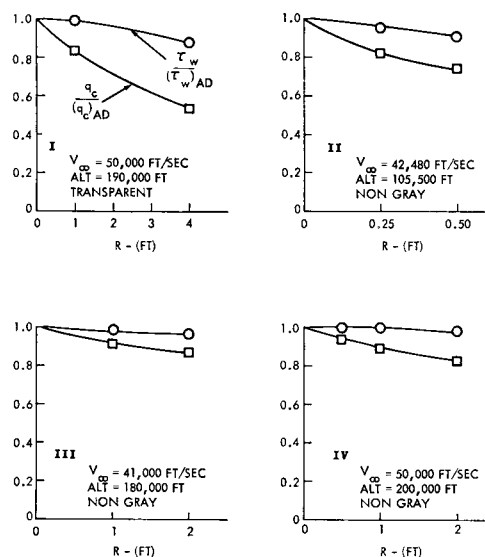 1.0
0.8
0.6
0.4
0.2
0
0 1 2 3 4
R - (FT)
τw
(τw)AD
qc
(qc)AD
I
V∞ = 50,000 FT/SEC
ALT = 190,000 FT
TRANSPARENT
1.0
0.8
0.6
0.4
0.2
0
0 0.25 0.50
R - (FT)
II
V∞ = 42,480 FT/SEC
ALT = 105,500 FT
NON GRAY
1.0
0.8
0.6
0.4
0.2
0
0 1 2
R - (FT)
III
V∞ = 41,000 FT/SEC
ALT = 180,000 FT
NON GRAY
1.0
0.8
0.6
0.4
0.2
0
0 1 2
R - (FT)
IV
V∞ = 50,000 FT/SEC
ALT = 200,000 FT
NON GRAY